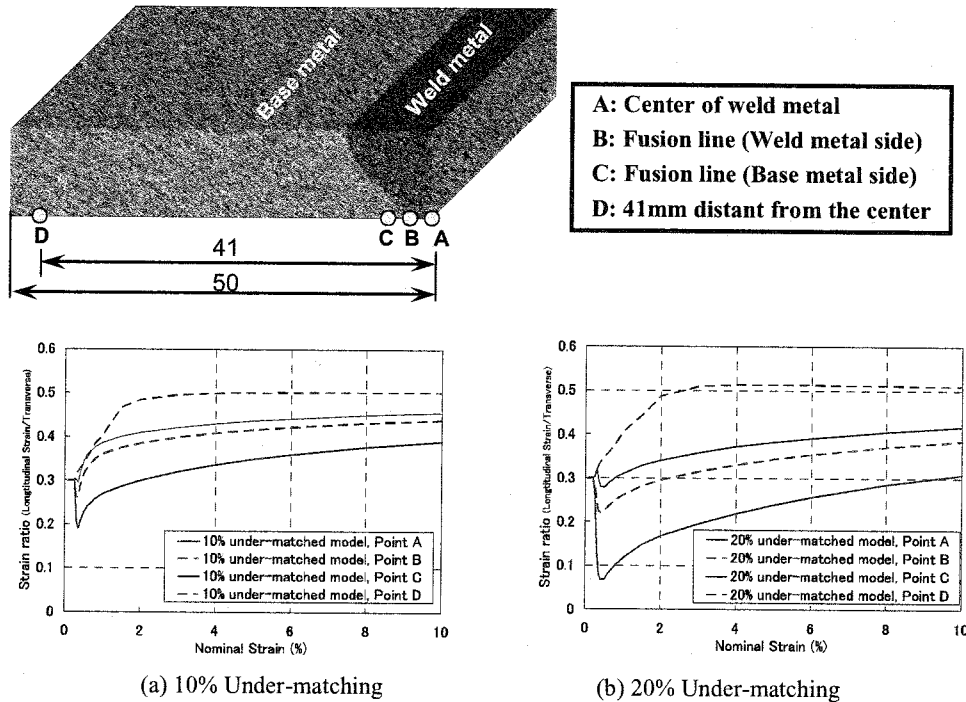 Base metal
Weld metal
A: Center of weld metal
B: Fusion line (Weld metal side)
C: Fusion line (Base metal side)
D: 41mm distant from the center
D
C
B
A
41
50
0.6
0.5
0.4
0.3
0.2
0.1
0
Strain ratio (Longitudinal Strain/Transverse)
10% under-matched model, Point A
10% under-matched model, Point B
10% under-matched model, Point C
10% under-matched model, Point D
0 2 4 6 8 10
Nominal Strain (%)
(a) 10% Under-matching
0.6
0.5
0.4
0.3
0.2
0.1
0
Strain ratio (Longitudinal Strain/Transverse)
20% under-matched model, Point A
20% under-matched model, Point B
20% under-matched model, Point C
20% under-matched model, Point D
0 2 4 6 8 10
Nominal Strain (%)
(b) 20% Under-matching